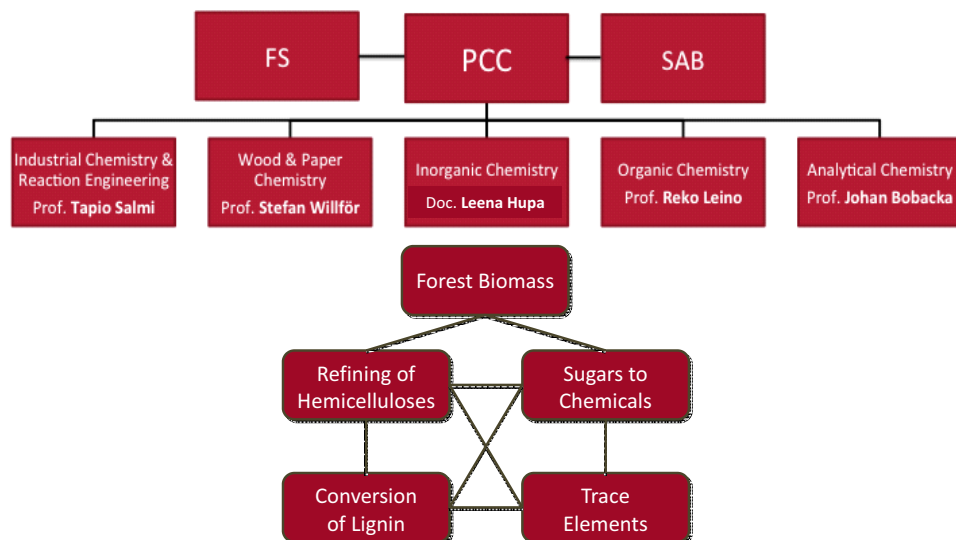 FS
PCC
SAB
Industrial Chemistry &
Reaction Engineering
Prof. Tapio Salmi
Wood & Paper
Chemistry
Prof. Stefan Willför
Inorganic Chemistry
Doc. Leena Hupa
Organic Chemistry
Prof. Reko Leino
Analytical Chemistry
Prof. Johan Bobacka
Forest Biomass
Refining of
Hemicelluloses
Sugars to
Chemicals
Conversion
of Lignin
Trace
Elements